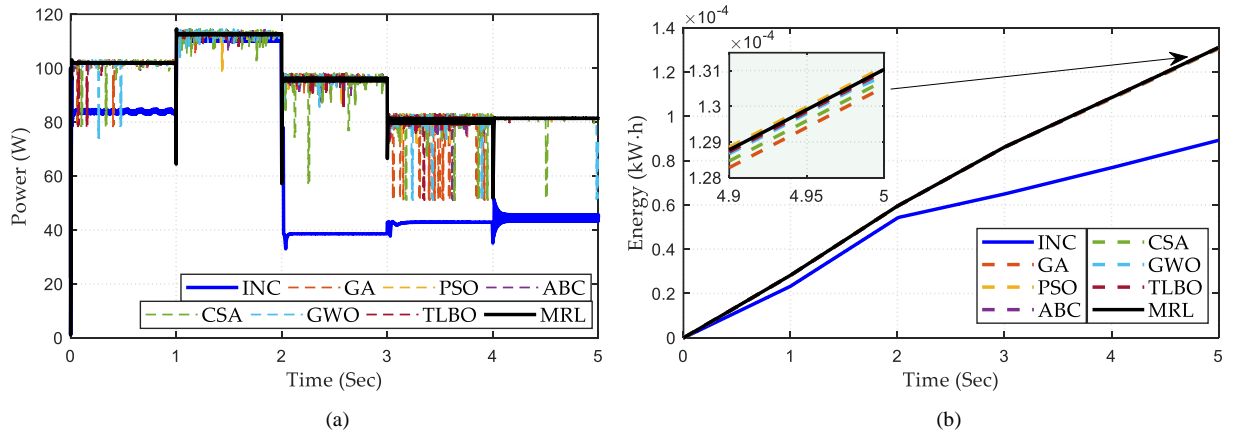 120
100
80
60
40
20
0
Power (W)
0 1 2 3 4 5
Time (Sec)
INC GA PSO ABC
CSA GWO TLBO MRL
(a)
×10⁻⁴
1.4
1.2
1
0.8
0.6
0.4
0.2
0
Energy (kW·h)
0 1 2 3 4 5
Time (Sec)
×10⁻⁴
1.31
1.3
1.29
1.28
4.9 4.95 5
INC CSA
GA GWO
PSO TLBO
ABC MRL
(b)